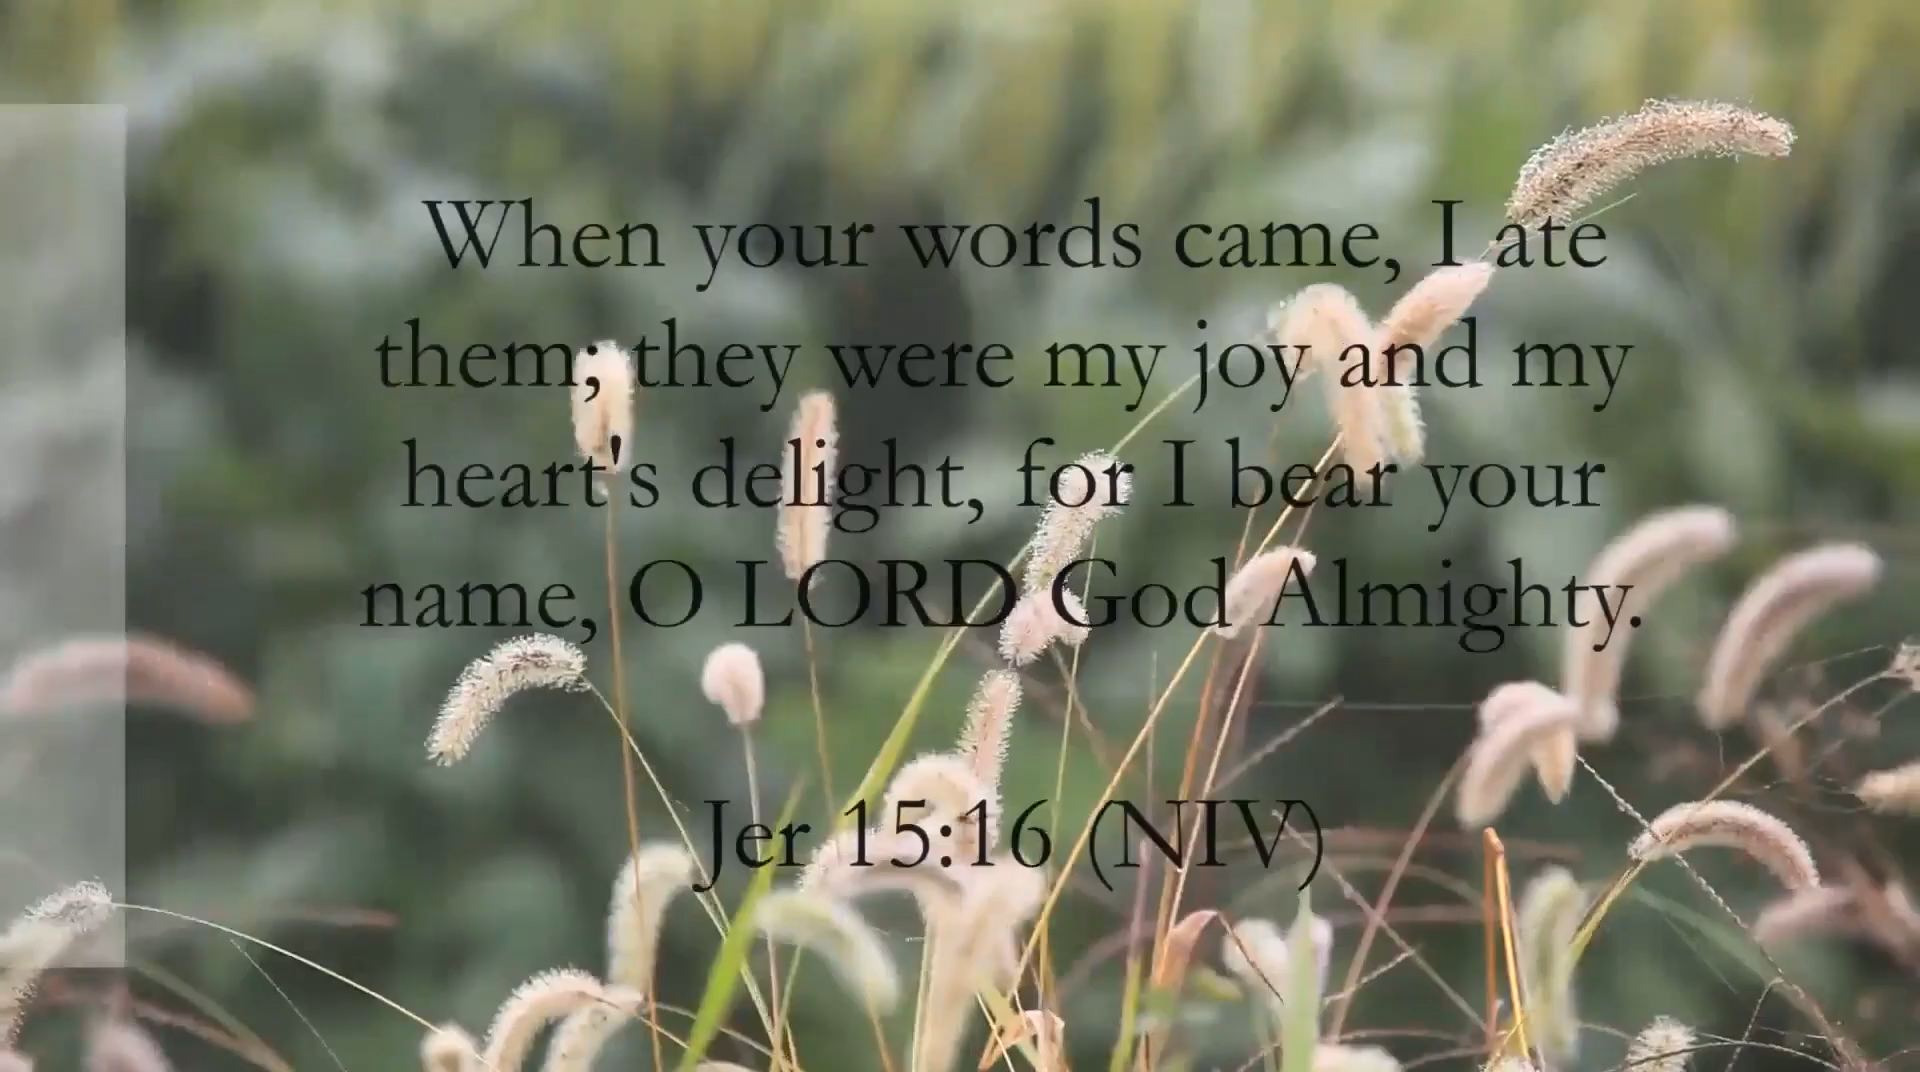 When your words came, I ate
them; they were my joy and my
heart's delight, for I bear your
name, O LORD God Almighty.
Jer 15:16 (NIV)